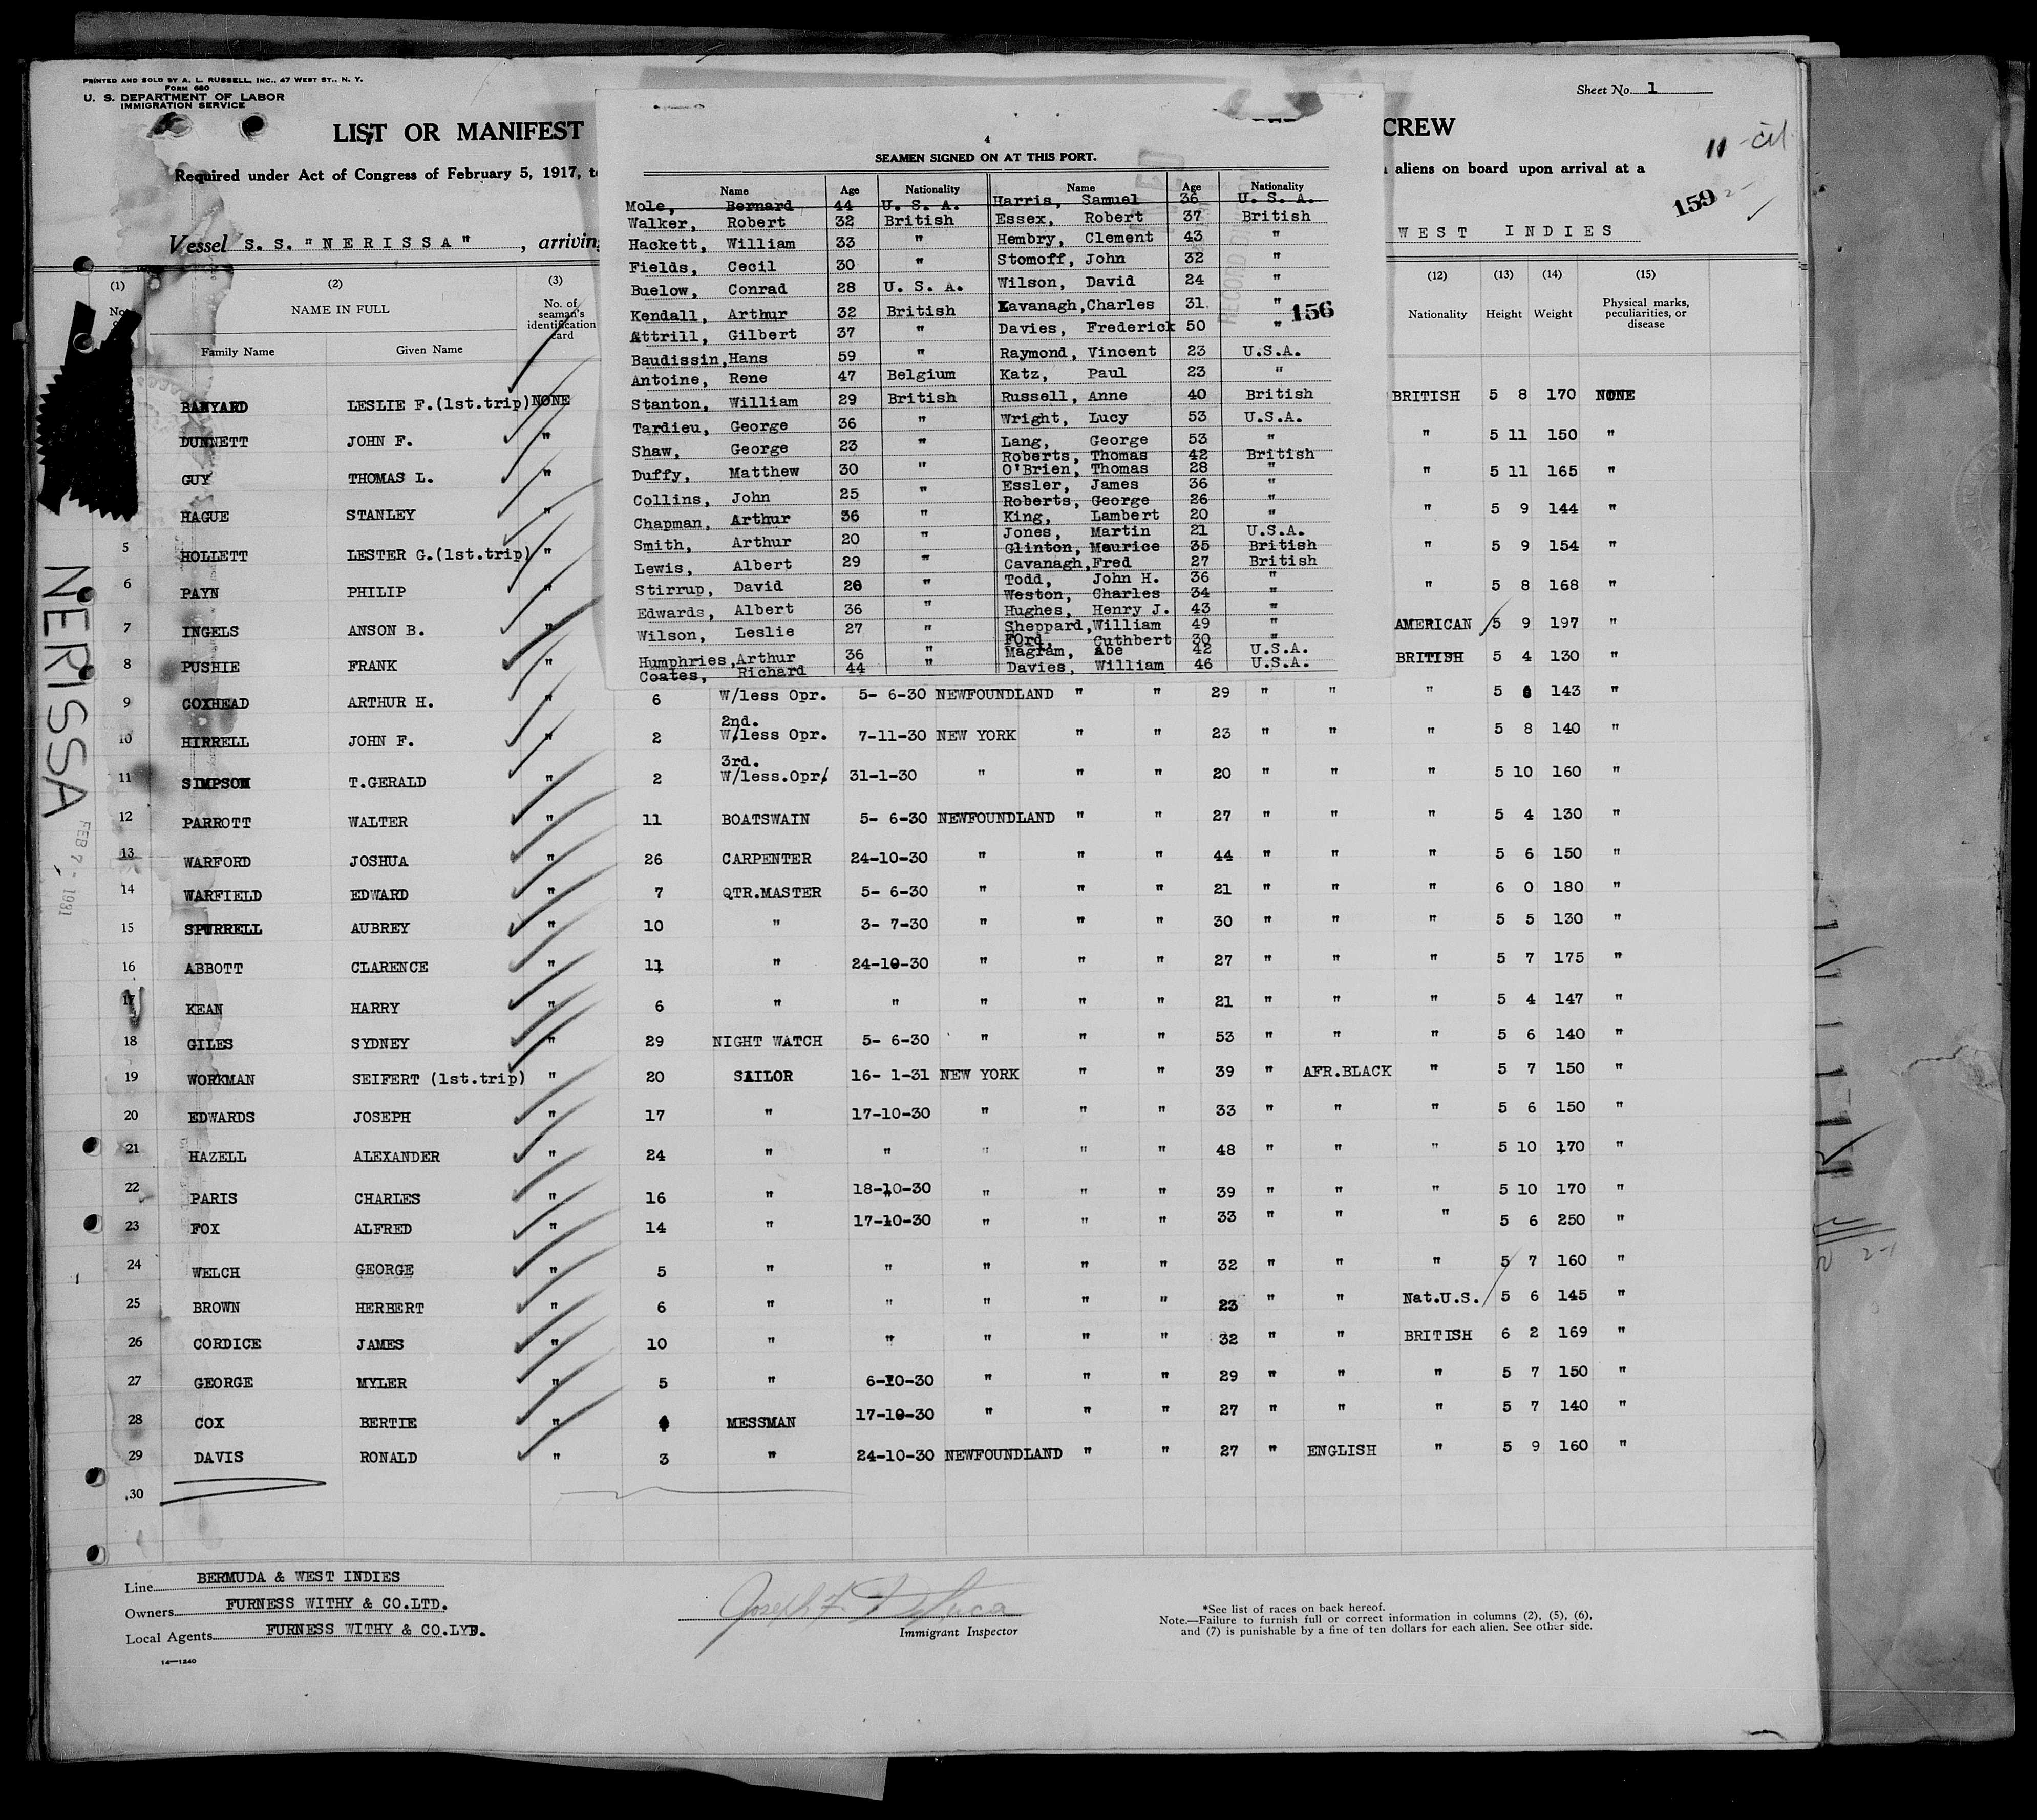 PRINTED AND SOLD BY A. L. RUSSELL, INC., 47 WEST ST., N. Y.
FORM 680
U. S. DEPARTMENT OF LABOR
IMMIGRATION SERVICE
Sheet No. 1
LIST OR MANIFEST
CREW
11
Required under Act of Congress of February 5, 1917, t
aliens on board upon arrival at a
159
Vessel S. S. "NERISSA", arriving
WEST INDIES
4
SEAMEN SIGNED ON AT THIS PORT.
Name Age Nationality Name Age Nationality
Mole, Bernard 44 U. S. A. Harris, Samuel 36 U. S. A.
Walker, Robert 32 British Essex, Robert 37 British
Hackett, William 33 " Hembry, Clement 43 "
Fields, Cecil 30 " Stomoff, John 32 "
Buelow, Conrad 28 U. S. A. Wilson, David 24 "
Kendall, Arthur 32 British Kavanagh, Charles 31 "
156
Attrill, Gilbert 37 " Davies, Frederick 50 "
Baudissin, Hans 59 " Raymond, Vincent 23 U.S.A.
Antoine, Rene 47 Belgium Katz, Paul 23 "
Stanton, William 29 British Russell, Anne 40 British
Tardieu, George 36 " Wright, Lucy 53 U.S.A.
Shaw, George 23 " Lang, George 53 "
Roberts, Thomas 42 British
Duffy, Matthew 30 " O'Brien, Thomas 28 "
Essler, James 36 "
Collins, John 25 " Roberts, George 26 "
Chapman, Arthur 36 " King, Lambert 20 "
Jones, Martin 21 U.S.A.
Smith, Arthur 20 " Glinton, Maurice 35 British
Lewis, Albert 29 " Cavanagh, Fred 27 British
Todd, John H. 36 "
Stirrup, David 26 " Weston, Charles 34 "
Edwards, Albert 36 " Hughes, Henry J. 43 "
Sheppard, William 49 "
Wilson, Leslie 27 " FOrd, Cuthbert 30 "
Humphries, Arthur 36 " Magram, Abe 42 U.S.A.
Coates, Richard 44 " Davies, William 46 U.S.A.
(1) (2) (3) (12) (13) (14) (15)
No. NAME IN FULL No. of seaman's identification card Nationality Height Weight Physical marks, peculiarities, or disease
Family Name Given Name
BANYARD LESLIE F.(1st.trip) NONE BRITISH 5 8 170 NONE
DUNNETT JOHN F. " " 5 11 150 "
GUY THOMAS L. " " 5 11 165 "
HAGUE STANLEY " " 5 9 144 "
5 HOLLETT LESTER G.(1st.trip) " " 5 9 154 "
6 PAYN PHILIP " " 5 8 168 "
7 INGELS ANSON B. " AMERICAN 5 9 197 "
8 PUSHIE FRANK " BRITISH 5 4 130 "
9 COXHEAD ARTHUR H. " 6 W/less Opr. 5- 6-30 NEWFOUNDLAND " " 29 " " " 5 143 "
10 HIRRELL JOHN F. " 2 2nd. W/less Opr. 7-11-30 NEW YORK " " 23 " " " 5 8 140 "
11 SIMPSON T.GERALD " 2 3rd. W/less.Opr. 31-1-30 " " " 20 " " " 5 10 160 "
12 PARROTT WALTER " 11 BOATSWAIN 5- 6-30 NEWFOUNDLAND " " 27 " " " 5 4 130 "
13 WARFORD JOSHUA " 26 CARPENTER 24-10-30 " " " 44 " " " 5 6 150 "
14 WARFIELD EDWARD " 7 QTR.MASTER 5- 6-30 " " " 21 " " " 6 0 180 "
15 SPURRELL AUBREY " 10 " 3- 7-30 " " " 30 " " " 5 5 130 "
16 ABBOTT CLARENCE " 11 " 24-10-30 " " " 27 " " " 5 7 175 "
17 KEAN HARRY " 6 " " " " " 21 " " " 5 4 147 "
18 GILES SYDNEY " 29 NIGHT WATCH 5- 6-30 " " " 53 " " " 5 6 140 "
19 WORKMAN SEIFERT (1st.trip) " 20 SAILOR 16- 1-31 NEW YORK " " 39 " AFR.BLACK " 5 7 150 "
20 EDWARDS JOSEPH " 17 " 17-10-30 " " " 33 " " " 5 6 150 "
21 HAZELL ALEXANDER " 24 " " " " " 48 " " " 5 10 170 "
22 PARIS CHARLES " 16 " 18-10-30 " " " 39 " " " 5 10 170 "
23 FOX ALFRED " 14 " 17-10-30 " " " 33 " " " 5 6 250 "
24 WELCH GEORGE " 5 " " " " " 32 " " " 5 7 160 "
25 BROWN HERBERT " 6 " " " " " 23 " " Nat.U.S. 5 6 145 "
26 CORDICE JAMES " 10 " " " " " 32 " " BRITISH 6 2 169 "
27 GEORGE MYLER " 5 " 6-10-30 " " " 29 " " " 5 7 150 "
28 COX BERTIE " MESSMAN 17-10-30 " " " 27 " " " 5 7 140 "
29 DAVIS RONALD " 3 " 24-10-30 NEWFOUNDLAND " " 27 " ENGLISH " 5 9 160 "
30
NERISSA
FEB 7 - 1931
Line BERMUDA & WEST INDIES
Owners FURNESS WITHY & CO.LTD.
Local Agents FURNESS WITHY & CO.LYD.
14—1240
Immigrant Inspector
*See list of races on back hereof.
Note.—Failure to furnish full or correct information in columns (2), (5), (6),
and (7) is punishable by a fine of ten dollars for each alien. See other side.